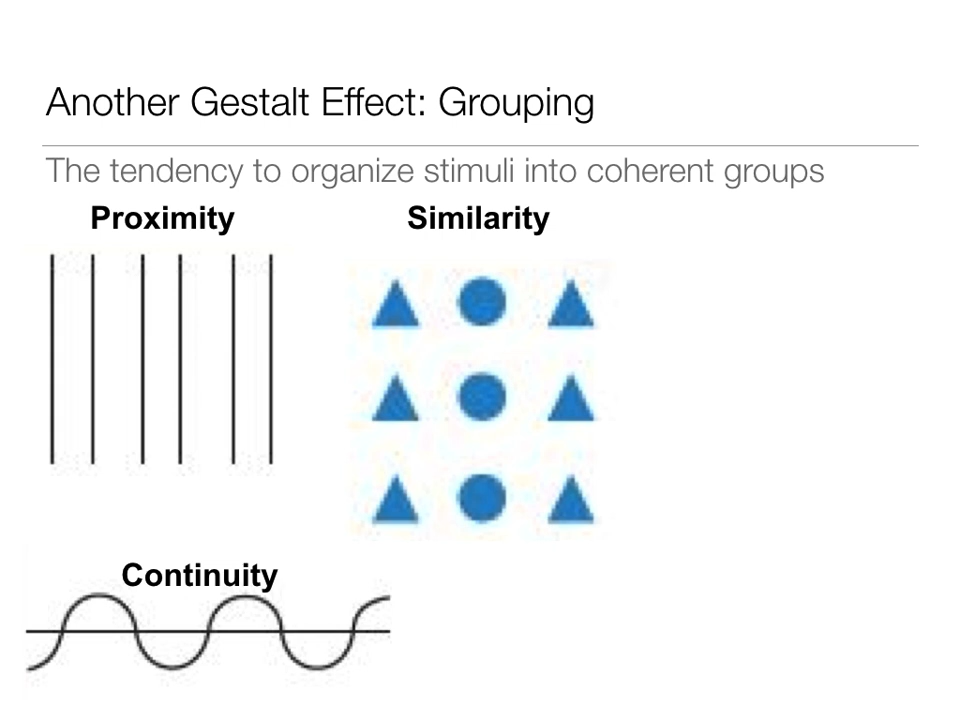 Another Gestalt Effect: Grouping
The tendency to organize stimuli into coherent groups
Proximity
Similarity
Continuity